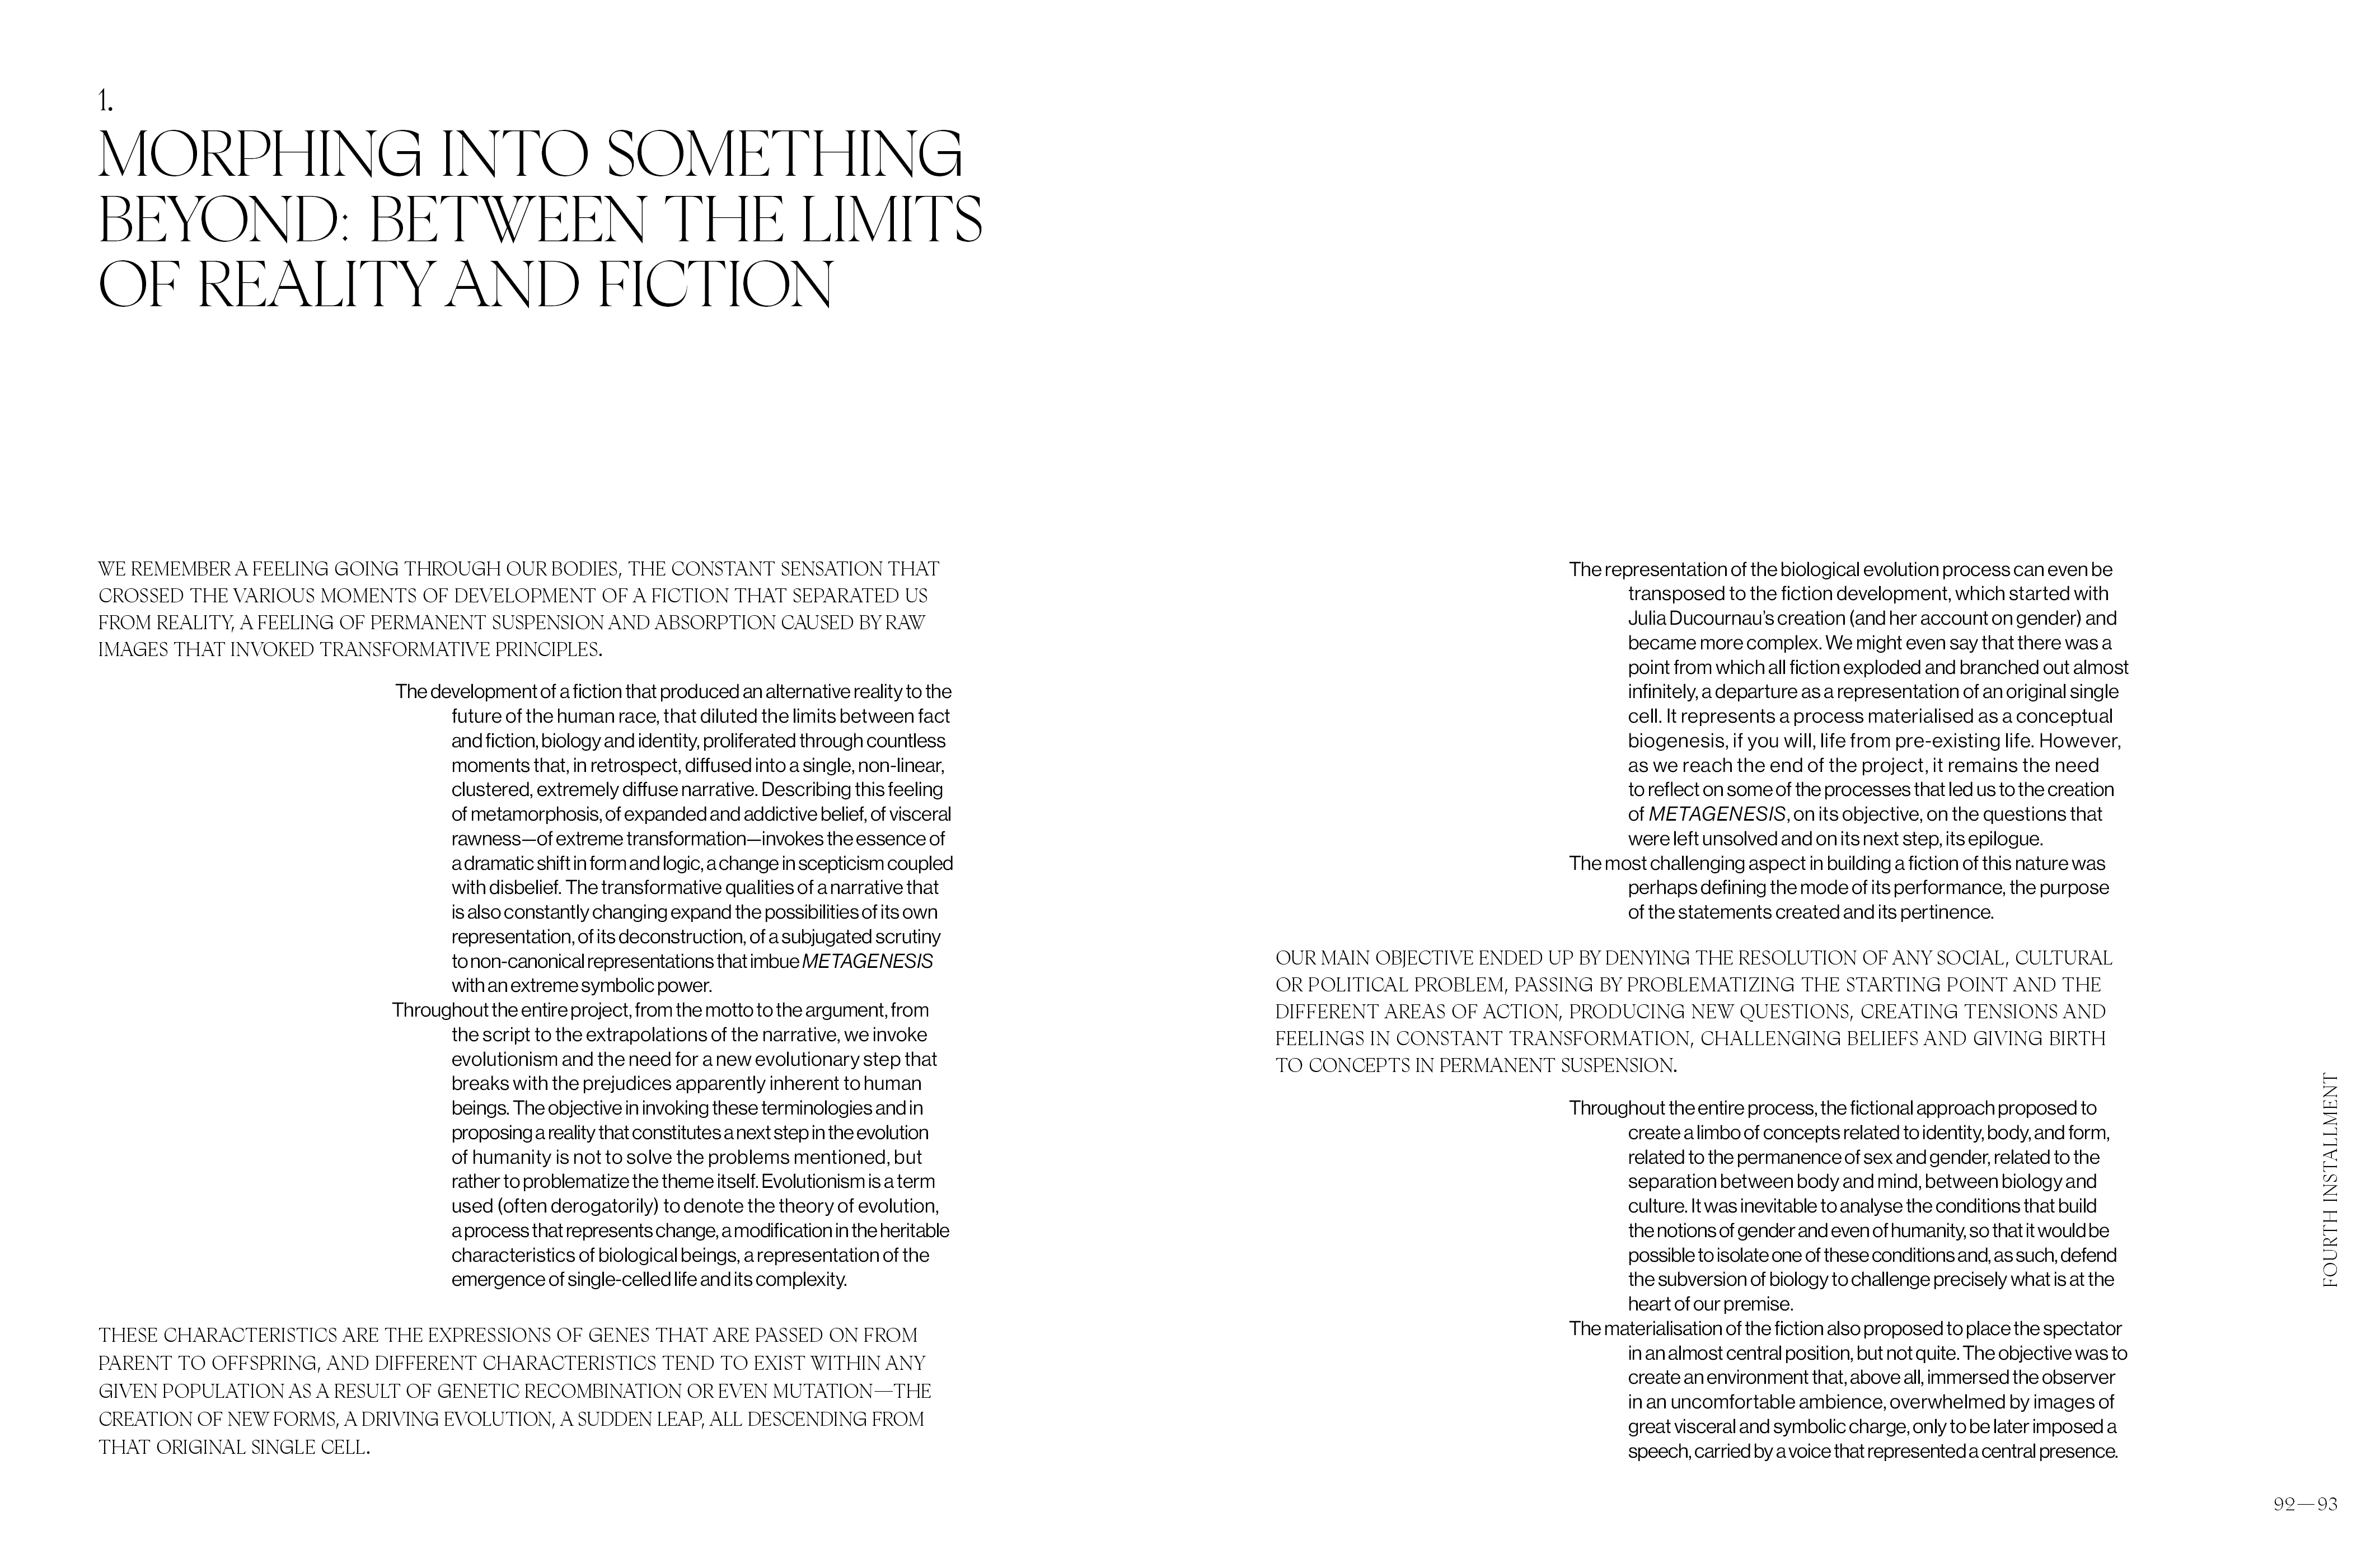 1.
MORPHING INTO SOMETHING
BEYOND: BETWEEN THE LIMITS
OF REALITY AND FICTION
WE REMEMBER A FEELING GOING THROUGH OUR BODIES, THE CONSTANT SENSATION THAT
CROSSED THE VARIOUS MOMENTS OF DEVELOPMENT OF A FICTION THAT SEPARATED US
FROM REALITY, A FEELING OF PERMANENT SUSPENSION AND ABSORPTION CAUSED BY RAW
IMAGES THAT INVOKED TRANSFORMATIVE PRINCIPLES.
The development of a fiction that produced an alternative reality to the
future of the human race, that diluted the limits between fact
and fiction, biology and identity, proliferated through countless
moments that, in retrospect, diffused into a single, non-linear,
clustered, extremely diffuse narrative. Describing this feeling
of metamorphosis, of expanded and addictive belief, of visceral
rawness—of extreme transformation—invokes the essence of
a dramatic shift in form and logic, a change in scepticism coupled
with disbelief. The transformative qualities of a narrative that
is also constantly changing expand the possibilities of its own
representation, of its deconstruction, of a subjugated scrutiny
to non-canonical representations that imbue METAGENESIS
with an extreme symbolic power.
Throughout the entire project, from the motto to the argument, from
the script to the extrapolations of the narrative, we invoke
evolutionism and the need for a new evolutionary step that
breaks with the prejudices apparently inherent to human
beings. The objective in invoking these terminologies and in
proposing a reality that constitutes a next step in the evolution
of humanity is not to solve the problems mentioned, but
rather to problematize the theme itself. Evolutionism is a term
used (often derogatorily) to denote the theory of evolution,
a process that represents change, a modification in the heritable
characteristics of biological beings, a representation of the
emergence of single-celled life and its complexity.
THESE CHARACTERISTICS ARE THE EXPRESSIONS OF GENES THAT ARE PASSED ON FROM
PARENT TO OFFSPRING, AND DIFFERENT CHARACTERISTICS TEND TO EXIST WITHIN ANY
GIVEN POPULATION AS A RESULT OF GENETIC RECOMBINATION OR EVEN MUTATION—THE
CREATION OF NEW FORMS, A DRIVING EVOLUTION, A SUDDEN LEAP, ALL DESCENDING FROM
THAT ORIGINAL SINGLE CELL.
The representation of the biological evolution process can even be
transposed to the fiction development, which started with
Julia Ducournau's creation (and her account on gender) and
became more complex. We might even say that there was a
point from which all fiction exploded and branched out almost
infinitely, a departure as a representation of an original single
cell. It represents a process materialised as a conceptual
biogenesis, if you will, life from pre-existing life. However,
as we reach the end of the project, it remains the need
to reflect on some of the processes that led us to the creation
of METAGENESIS, on its objective, on the questions that
were left unsolved and on its next step, its epilogue.
The most challenging aspect in building a fiction of this nature was
perhaps defining the mode of its performance, the purpose
of the statements created and its pertinence.
OUR MAIN OBJECTIVE ENDED UP BY DENYING THE RESOLUTION OF ANY SOCIAL, CULTURAL
OR POLITICAL PROBLEM, PASSING BY PROBLEMATIZING THE STARTING POINT AND THE
DIFFERENT AREAS OF ACTION, PRODUCING NEW QUESTIONS, CREATING TENSIONS AND
FEELINGS IN CONSTANT TRANSFORMATION, CHALLENGING BELIEFS AND GIVING BIRTH
TO CONCEPTS IN PERMANENT SUSPENSION.
Throughout the entire process, the fictional approach proposed to
create a limbo of concepts related to identity, body, and form,
related to the permanence of sex and gender, related to the
separation between body and mind, between biology and
culture. It was inevitable to analyse the conditions that build
the notions of gender and even of humanity, so that it would be
possible to isolate one of these conditions and, as such, defend
the subversion of biology to challenge precisely what is at the
heart of our premise.
The materialisation of the fiction also proposed to place the spectator
in an almost central position, but not quite. The objective was to
create an environment that, above all, immersed the observer
in an uncomfortable ambience, overwhelmed by images of
great visceral and symbolic charge, only to be later imposed a
speech, carried by a voice that represented a central presence.
FOURTH INSTALLMENT
92—93